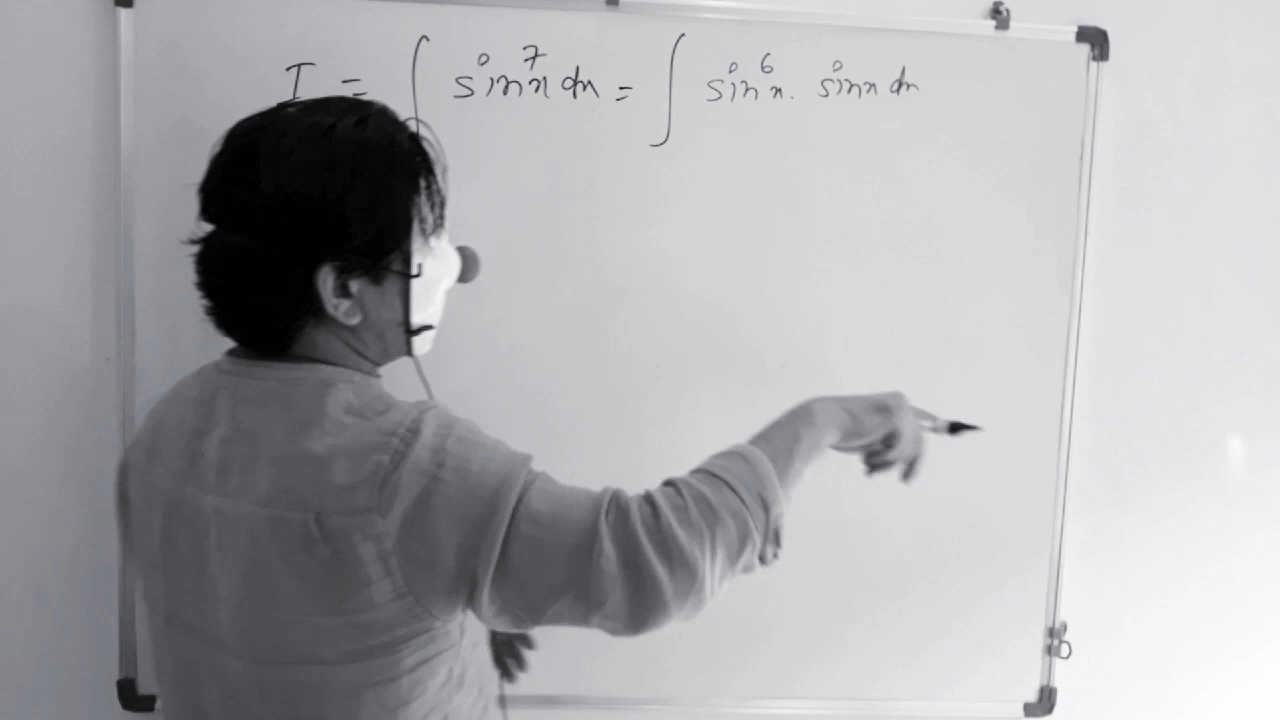 I = ∫ sin⁷x dx = ∫ sin⁶x. sinx dx